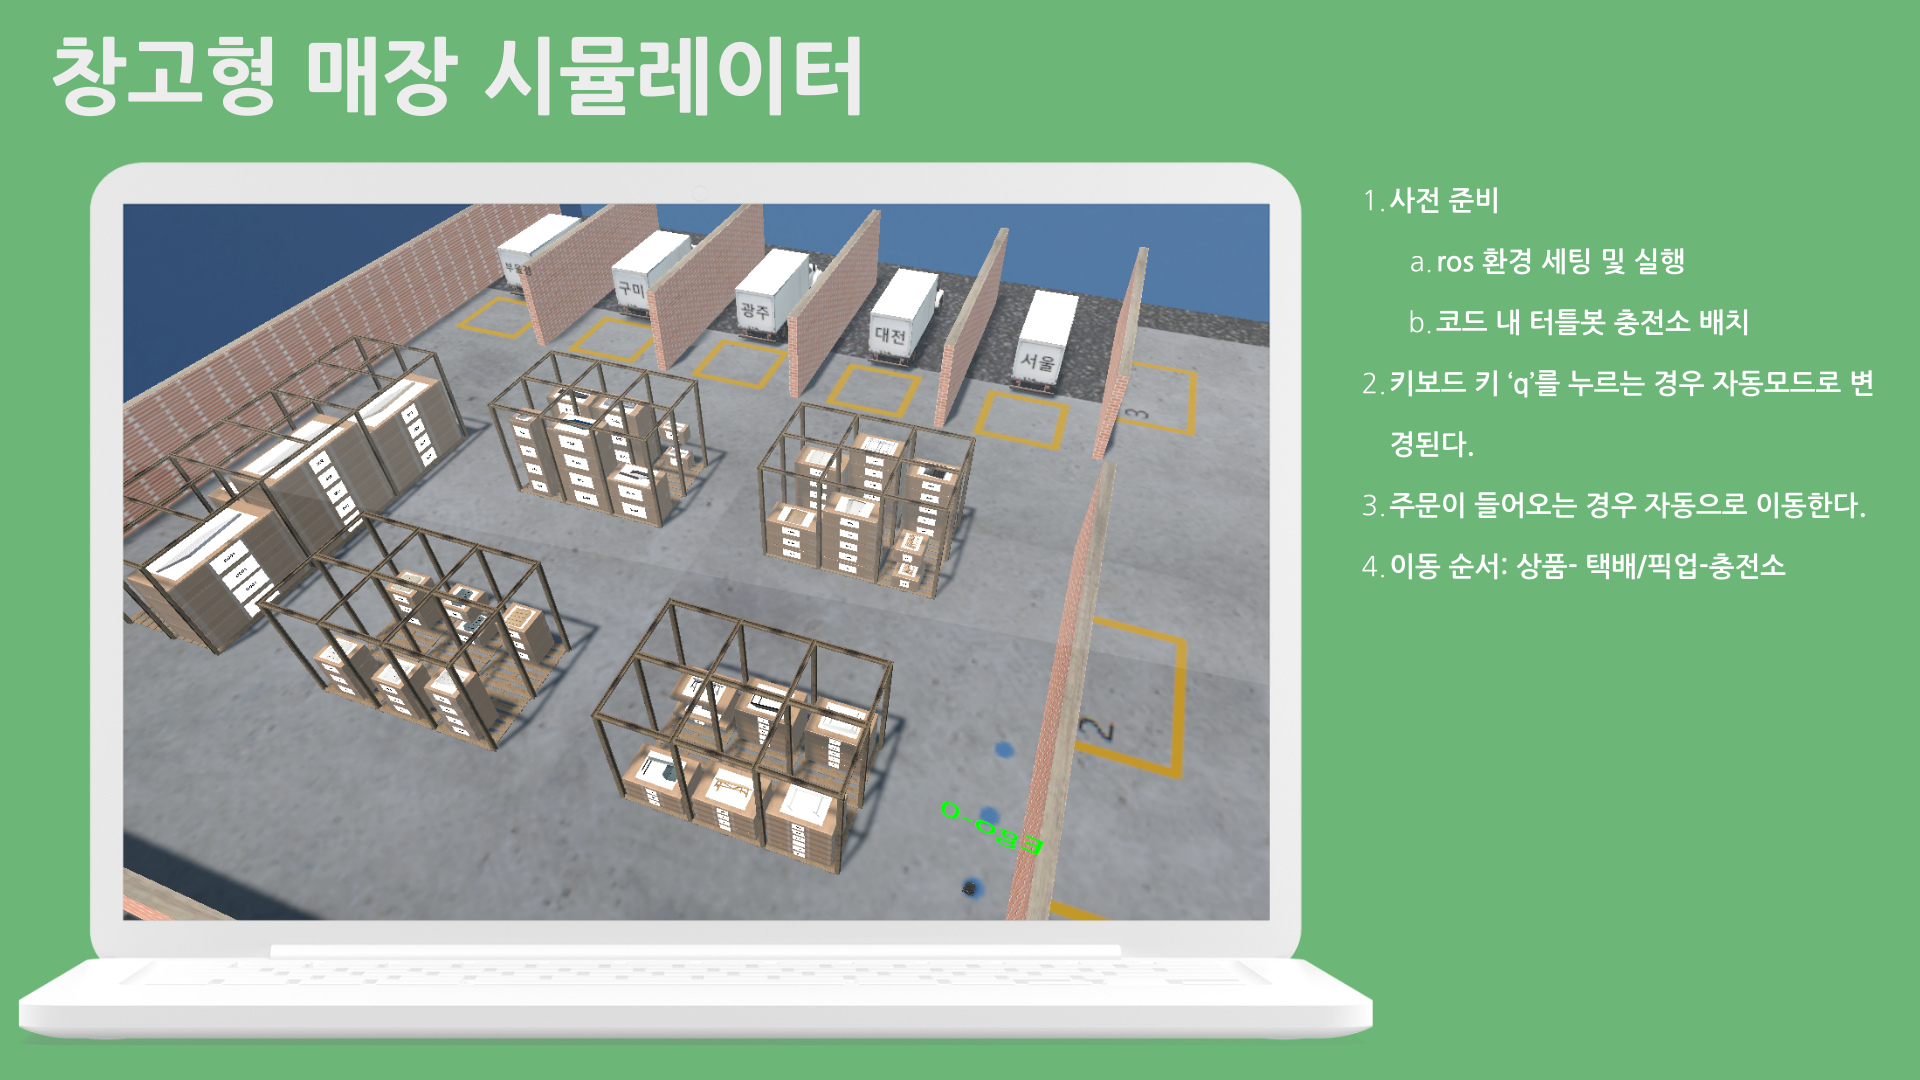 창고형 매장 시뮬레이터
부울경
구미
광주
대전
서울
3
2
Ego-0
1. 사전 준비
a. ros 환경 세팅 및 실행
b. 코드 내 터틀봇 충전소 배치
2. 키보드 키 ‘q’를 누르는 경우 자동모드로 변
경된다.
3. 주문이 들어오는 경우 자동으로 이동한다.
4. 이동 순서: 상품- 택배/픽업-충전소